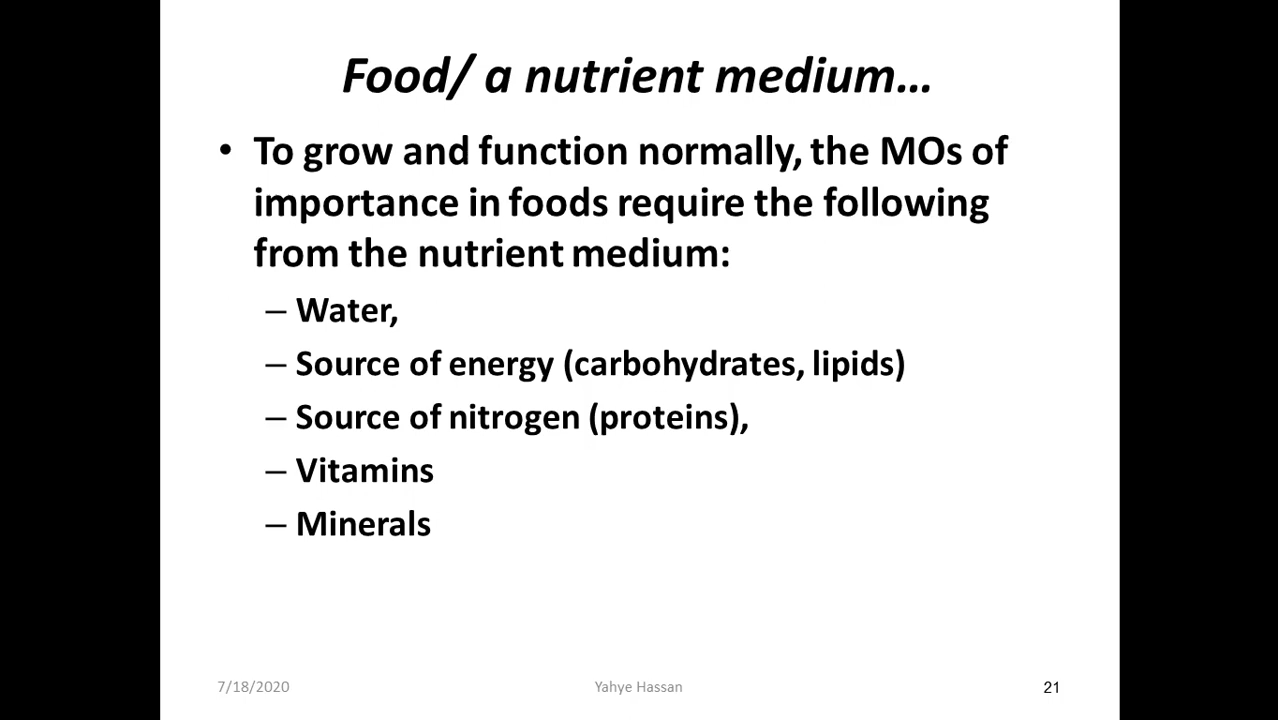 Food/ a nutrient medium...
• To grow and function normally, the MOs of
importance in foods require the following
from the nutrient medium:
– Water,
– Source of energy (carbohydrates, lipids)
– Source of nitrogen (proteins),
– Vitamins
– Minerals
7/18/2020
Yahye Hassan
21